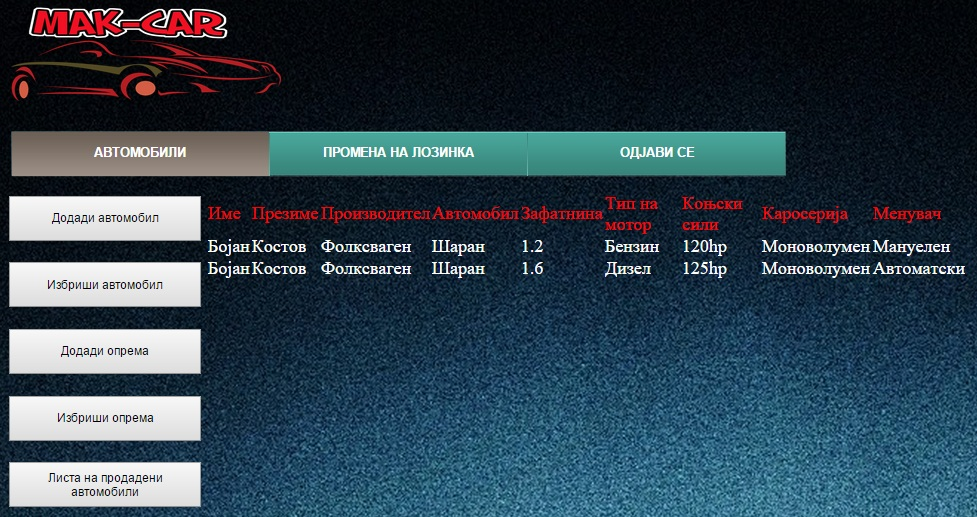 MAK-CAR
АВТОМОБИЛИ ПРОМЕНА НА ЛОЗИНКА ОДЈАВИ СЕ
Додади автомобил
Избриши автомобил
Додади опрема
Избриши опрема
Листа на продадени
автомобили
Име Презиме Производител Автомобил Зафатнина Тип на мотор Коњски сили Каросерија Менувач
Бојан Костов Фолксваген Шаран 1.2 Бензин 120hp Моноволумен Мануелен
Бојан Костов Фолксваген Шаран 1.6 Дизел 125hp Моноволумен Автоматски